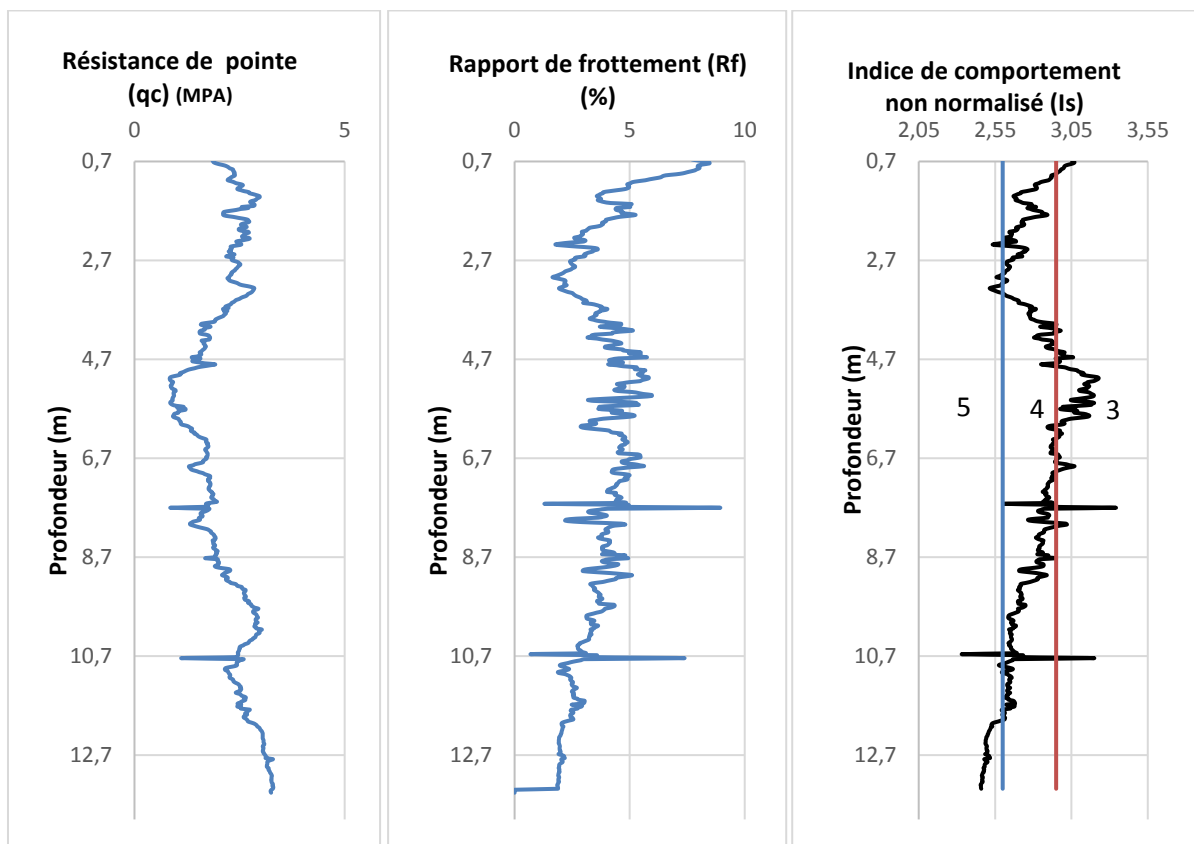 Résistance de pointe
(qc) (MPA)
0 5
0,7
2,7
4,7
6,7
8,7
10,7
12,7
Profondeur (m)
Rapport de frottement (Rf)
(%)
0 5 10
0,7
2,7
4,7
6,7
8,7
10,7
12,7
Profondeur (m)
Indice de comportement
non normalisé (Is)
2,05 2,55 3,05 3,55
0,7
2,7
4,7
6,7
8,7
10,7
12,7
Profondeur (m)
5 4 3